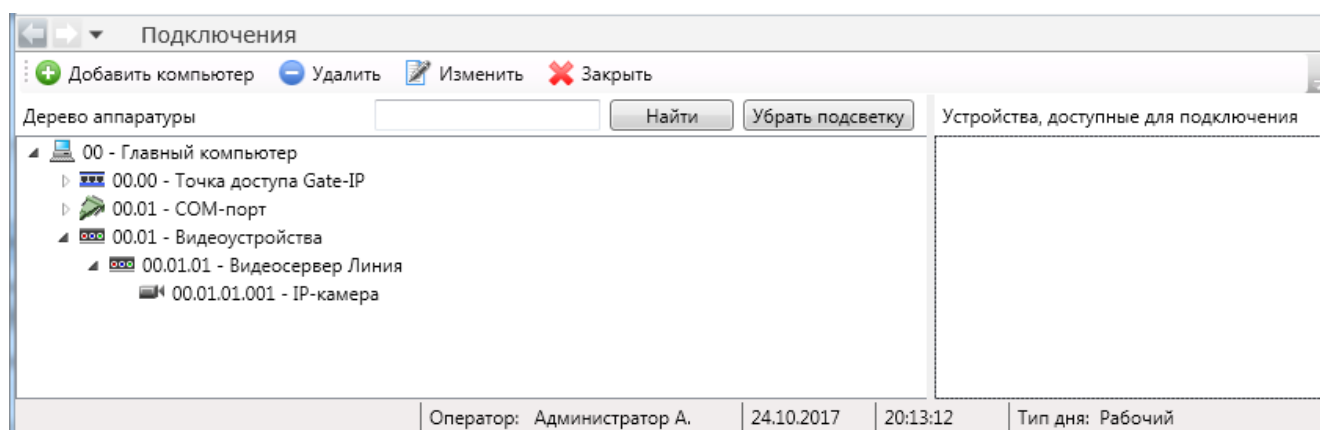 Подключения
Добавить компьютер Удалить Изменить Закрыть
Дерево аппаратуры Найти Убрать подсветку Устройства, доступные для подключения
00 - Главный компьютер
00.00 - Точка доступа Gate-IP
00.01 - COM-порт
00.01 - Видеоустройства
00.01.01 - Видеосервер Линия
00.01.01.001 - IP-камера
Оператор: Администратор А. 24.10.2017 20:13:12 Тип дня: Рабочий